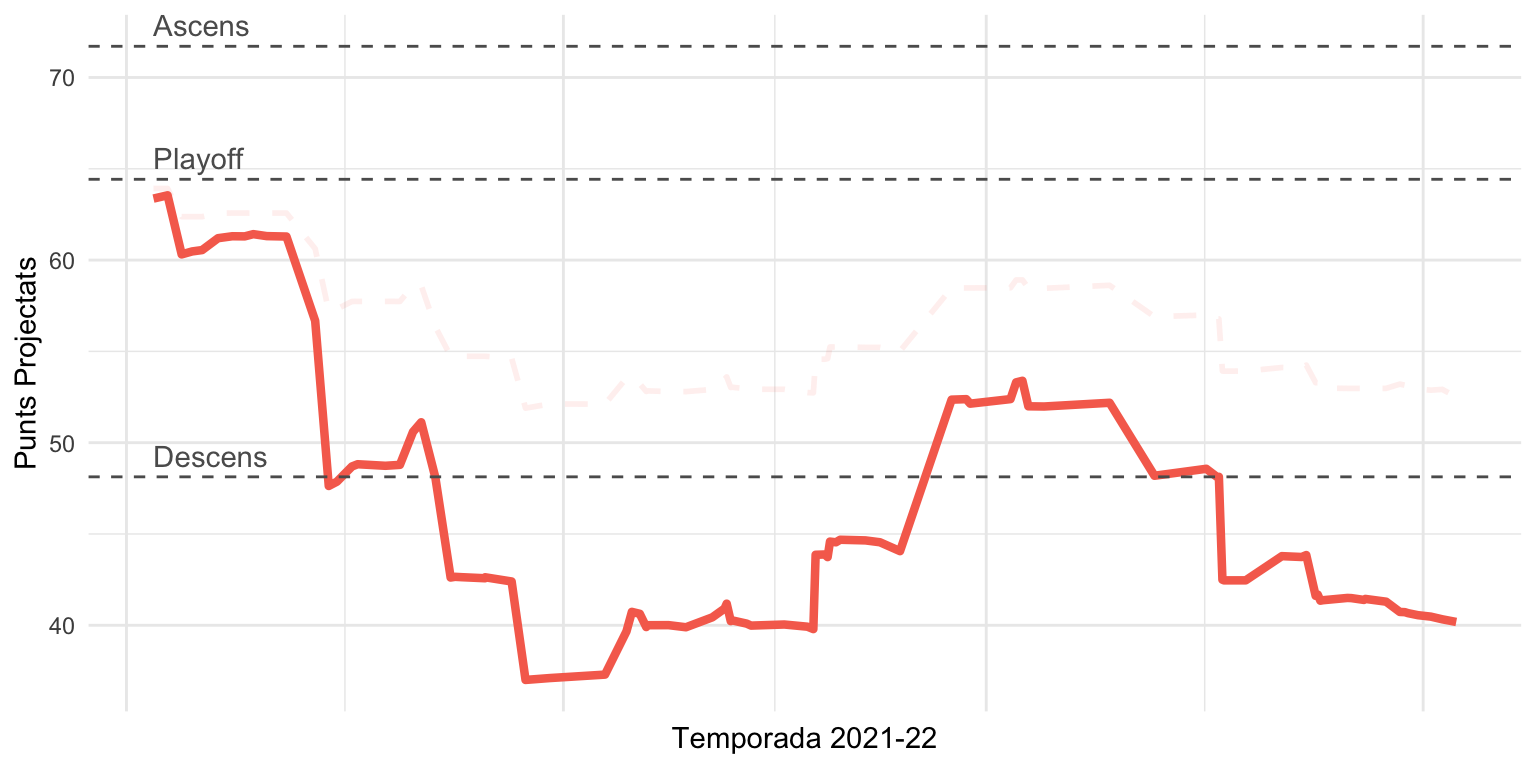 Ascens
70
Playoff
60
Punts Projectats
50
Descens
40
Temporada 2021-22